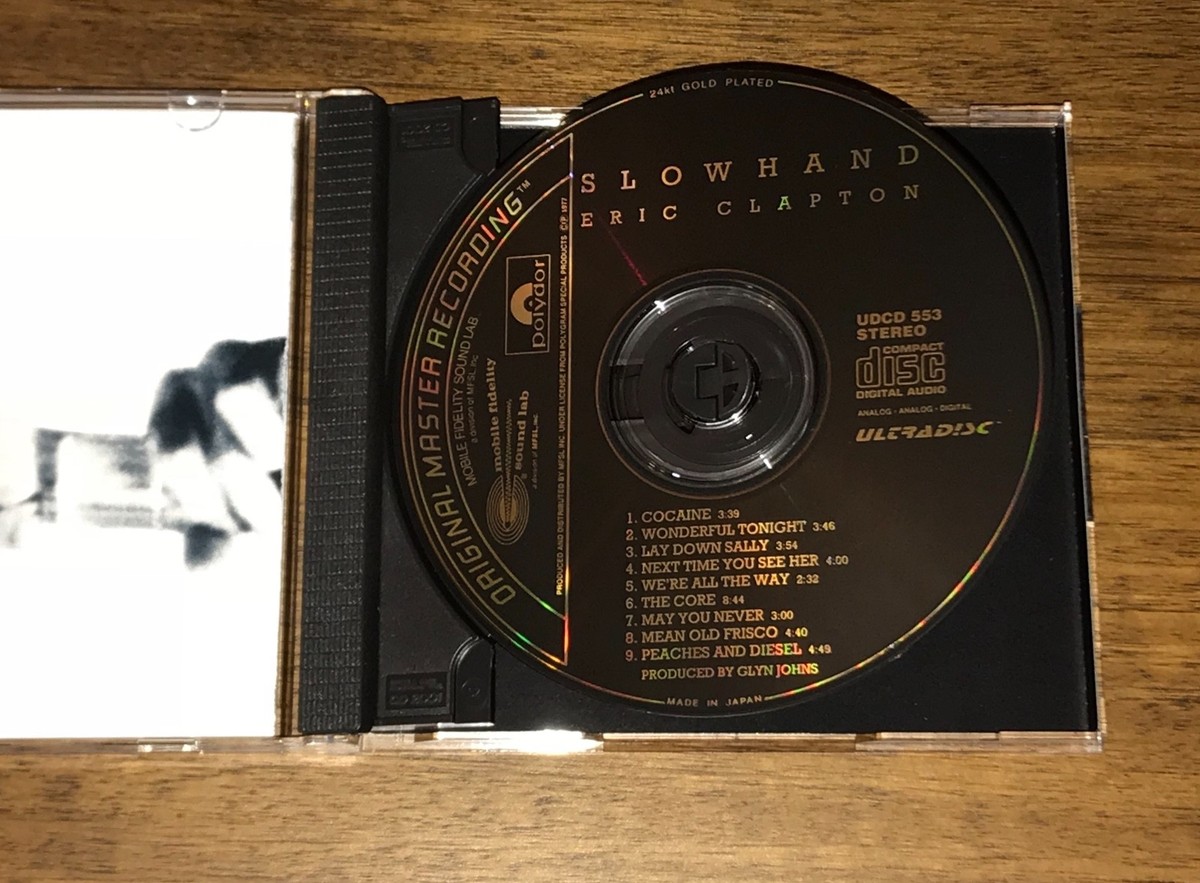 24kt GOLD PLATED
SLOWHAND
ERIC CLAPTON
ORIGINAL MASTER RECORDING™
MOBILE FIDELITY SOUND LAB
a division of MFSL, Inc.
polydor
mobile fidelity
sound lab
a division of MFSL, Inc.
PRODUCED AND DISTRIBUTED BY MFSL INC. UNDER LICENSE FROM POLYGRAM SPECIAL PRODUCTS ©/℗ 1977
UDCD 553
STEREO
COMPACT
disc
DIGITAL AUDIO
ANALOG · ANALOG · DIGITAL
ULTRADISC
1. COCAINE 3:39
2. WONDERFUL TONIGHT 3:46
3. LAY DOWN SALLY 3:54
4. NEXT TIME YOU SEE HER 4:00
5. WE'RE ALL THE WAY 2:32
6. THE CORE 8:44
7. MAY YOU NEVER 3:00
8. MEAN OLD FRISCO 4:40
9. PEACHES AND DIESEL 4:49
PRODUCED BY GLYN JOHNS
MADE IN JAPAN